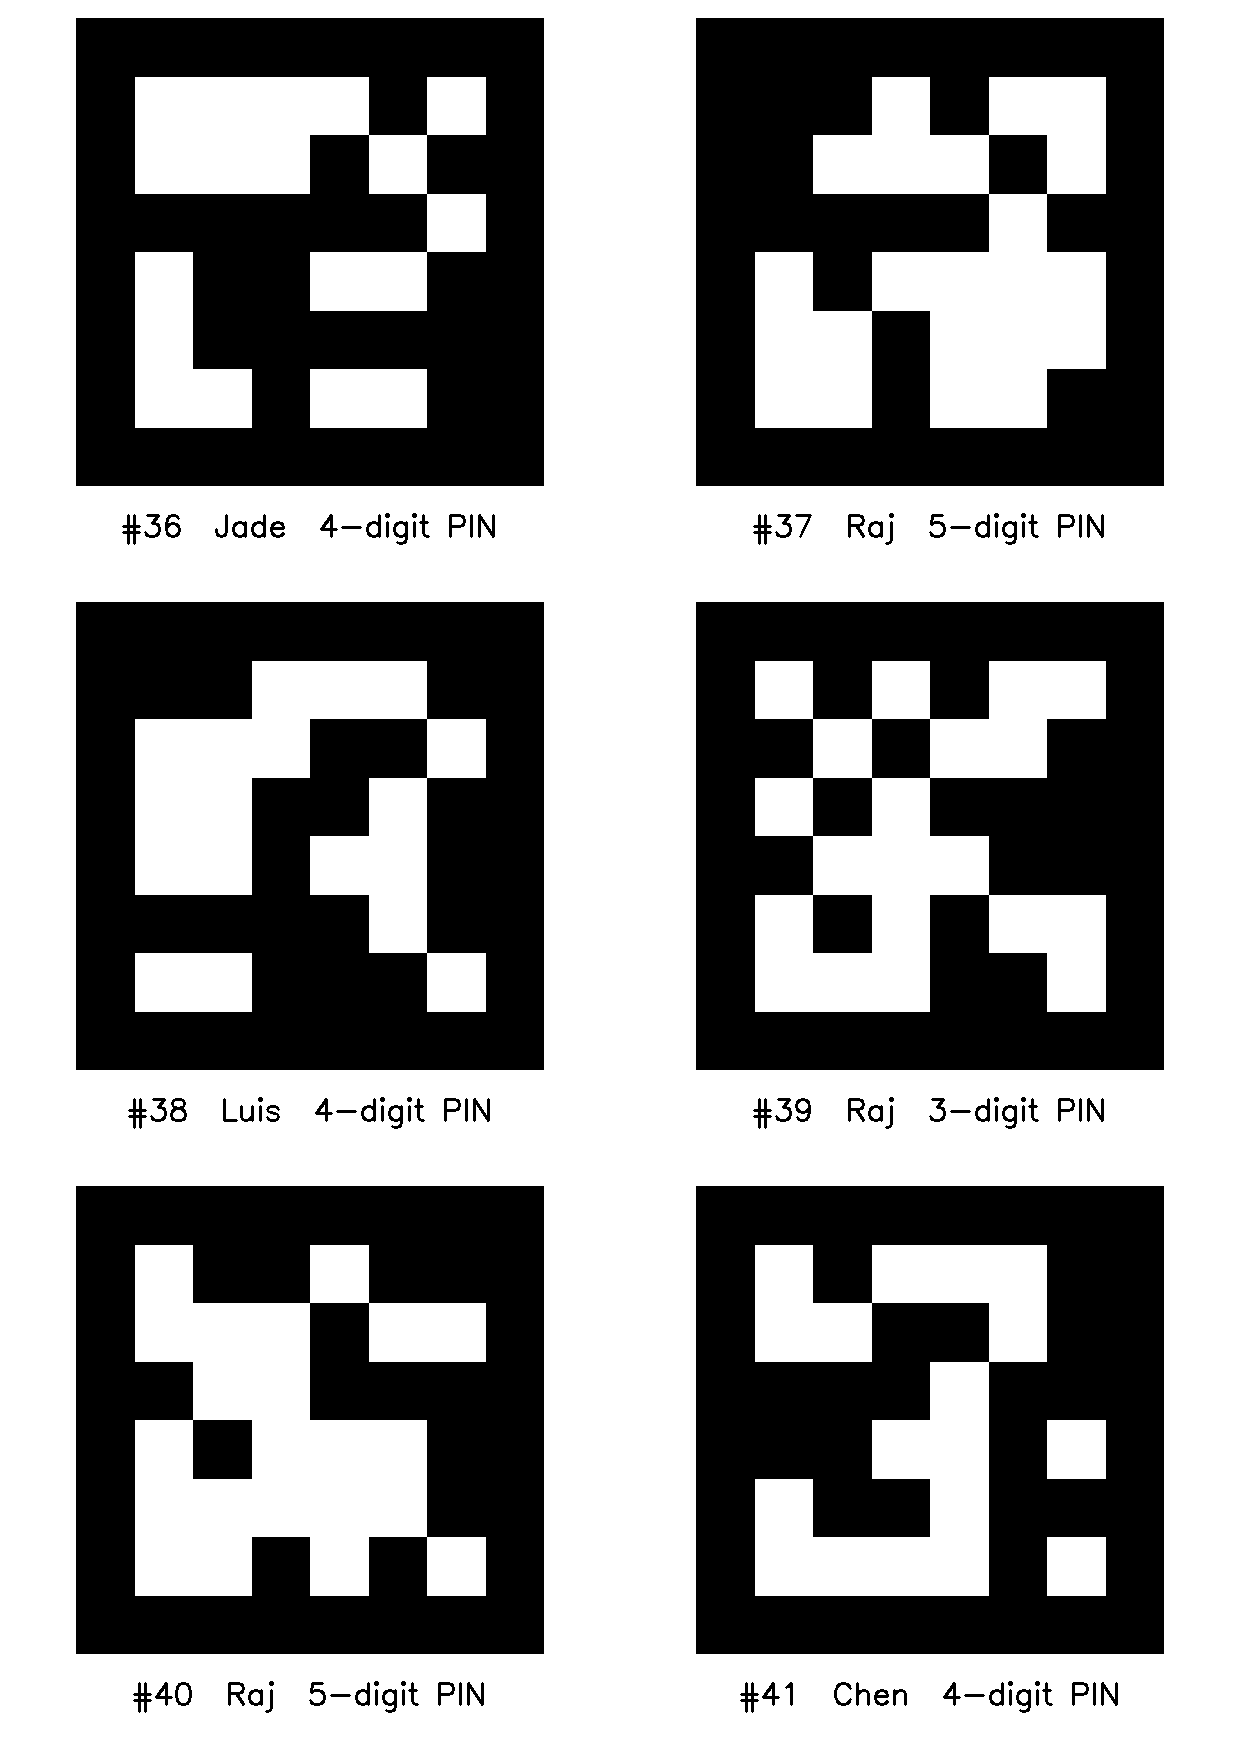 #36 Jade 4-digit PIN
#37 Raj 5-digit PIN
#38 Luis 4-digit PIN
#39 Raj 3-digit PIN
#40 Raj 5-digit PIN
#41 Chen 4-digit PIN